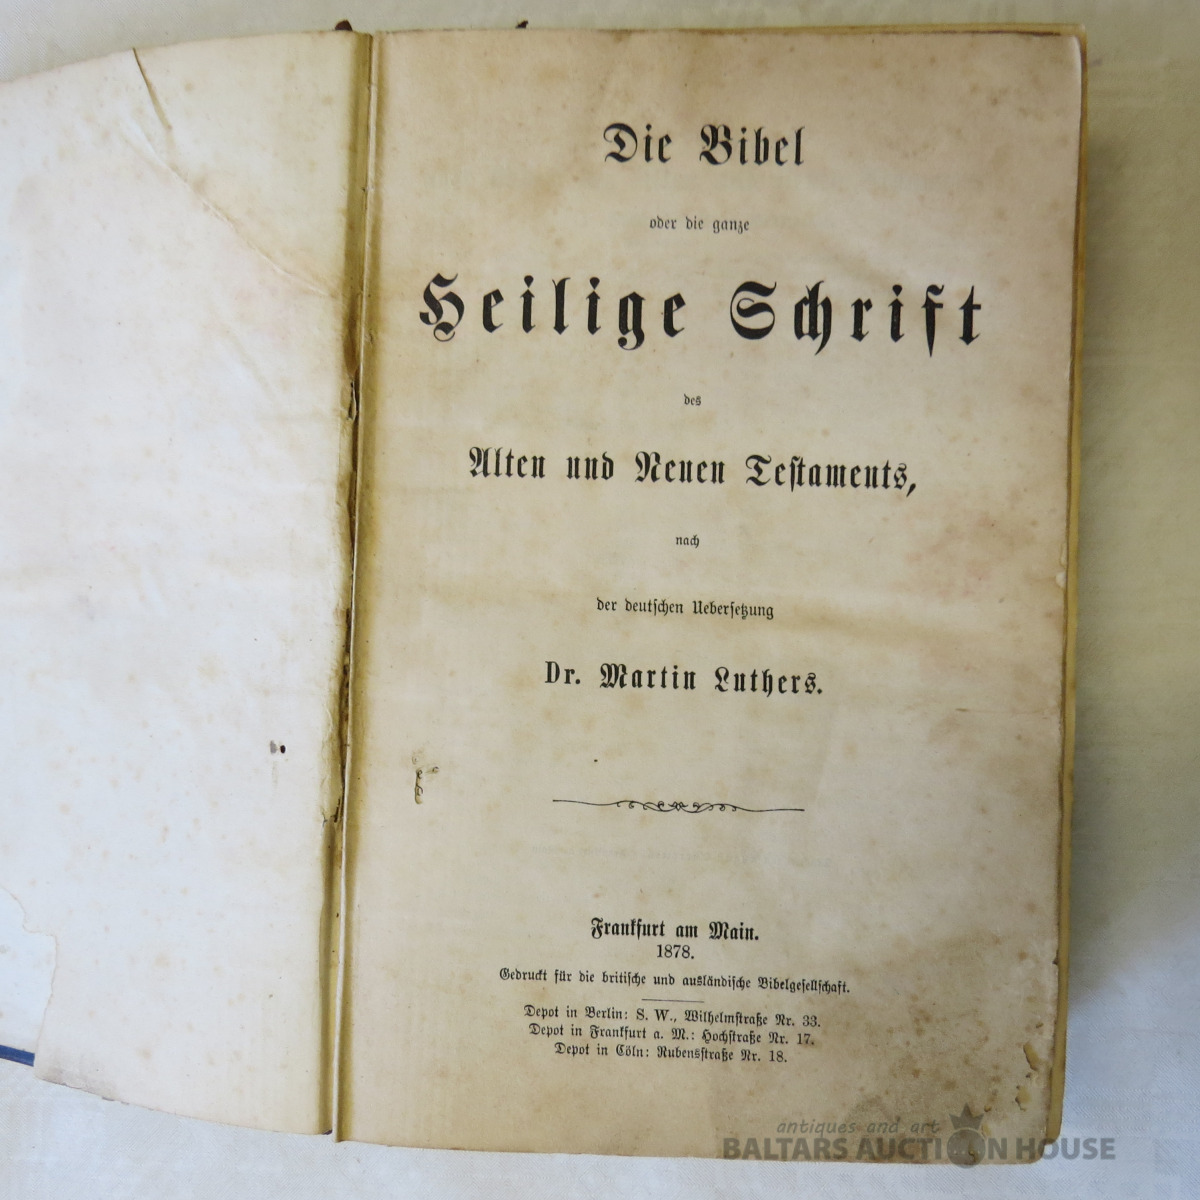 Die Bibel
oder die ganze
Heilige Schrift
des
Alten und Neuen Testaments,
nach
der deutschen Uebersetzung
Dr. Martin Luthers.
Frankfurt am Main.
1878.
Gedruckt für die britische und ausländische Bibelgesellschaft.
Depot in Berlin: S. W., Wilhelmstraße Nr. 33.
Depot in Frankfurt a. M.: Hochstraße Nr. 17.
Depot in Cöln: Rubensstraße Nr. 18.
antiques and art
BALTARS AUCTION HOUSE